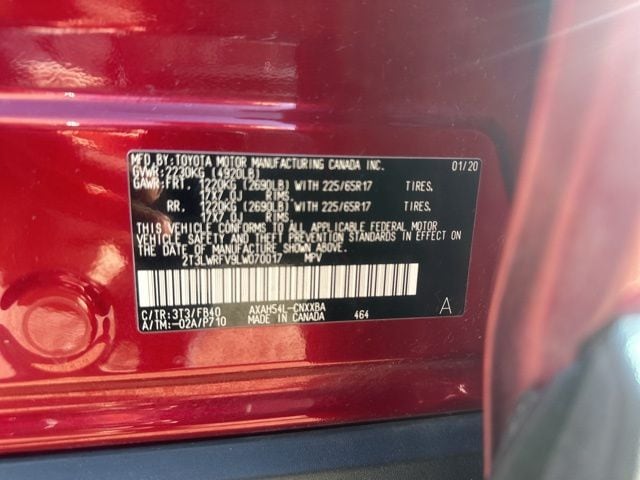 MFD.BY:TOYOTA MOTOR MANUFACTURING CANADA INC. 01/20
GVWR:2230KG (4920LB)
GAWR:FRT. 1220KG (2690LB) WITH 225/65R17 TIRES.
17X7.0J RIMS.
RR. 1220KG (2690LB) WITH 225/65R17 TIRES.
17X7.0J RIMS.
THIS VEHICLE CONFORMS TO ALL APPLICABLE FEDERAL MOTOR
VEHICLE SAFETY AND THEFT PREVENTION STANDARDS IN EFFECT ON
THE DATE OF MANUFACTURE SHOWN ABOVE.
2T3LWRFV9LW070017 MPV
C/TR:3T3/FB40 AXAH54L-CNXXBA A
A/TM:-02A/P710 MADE IN CANADA 464